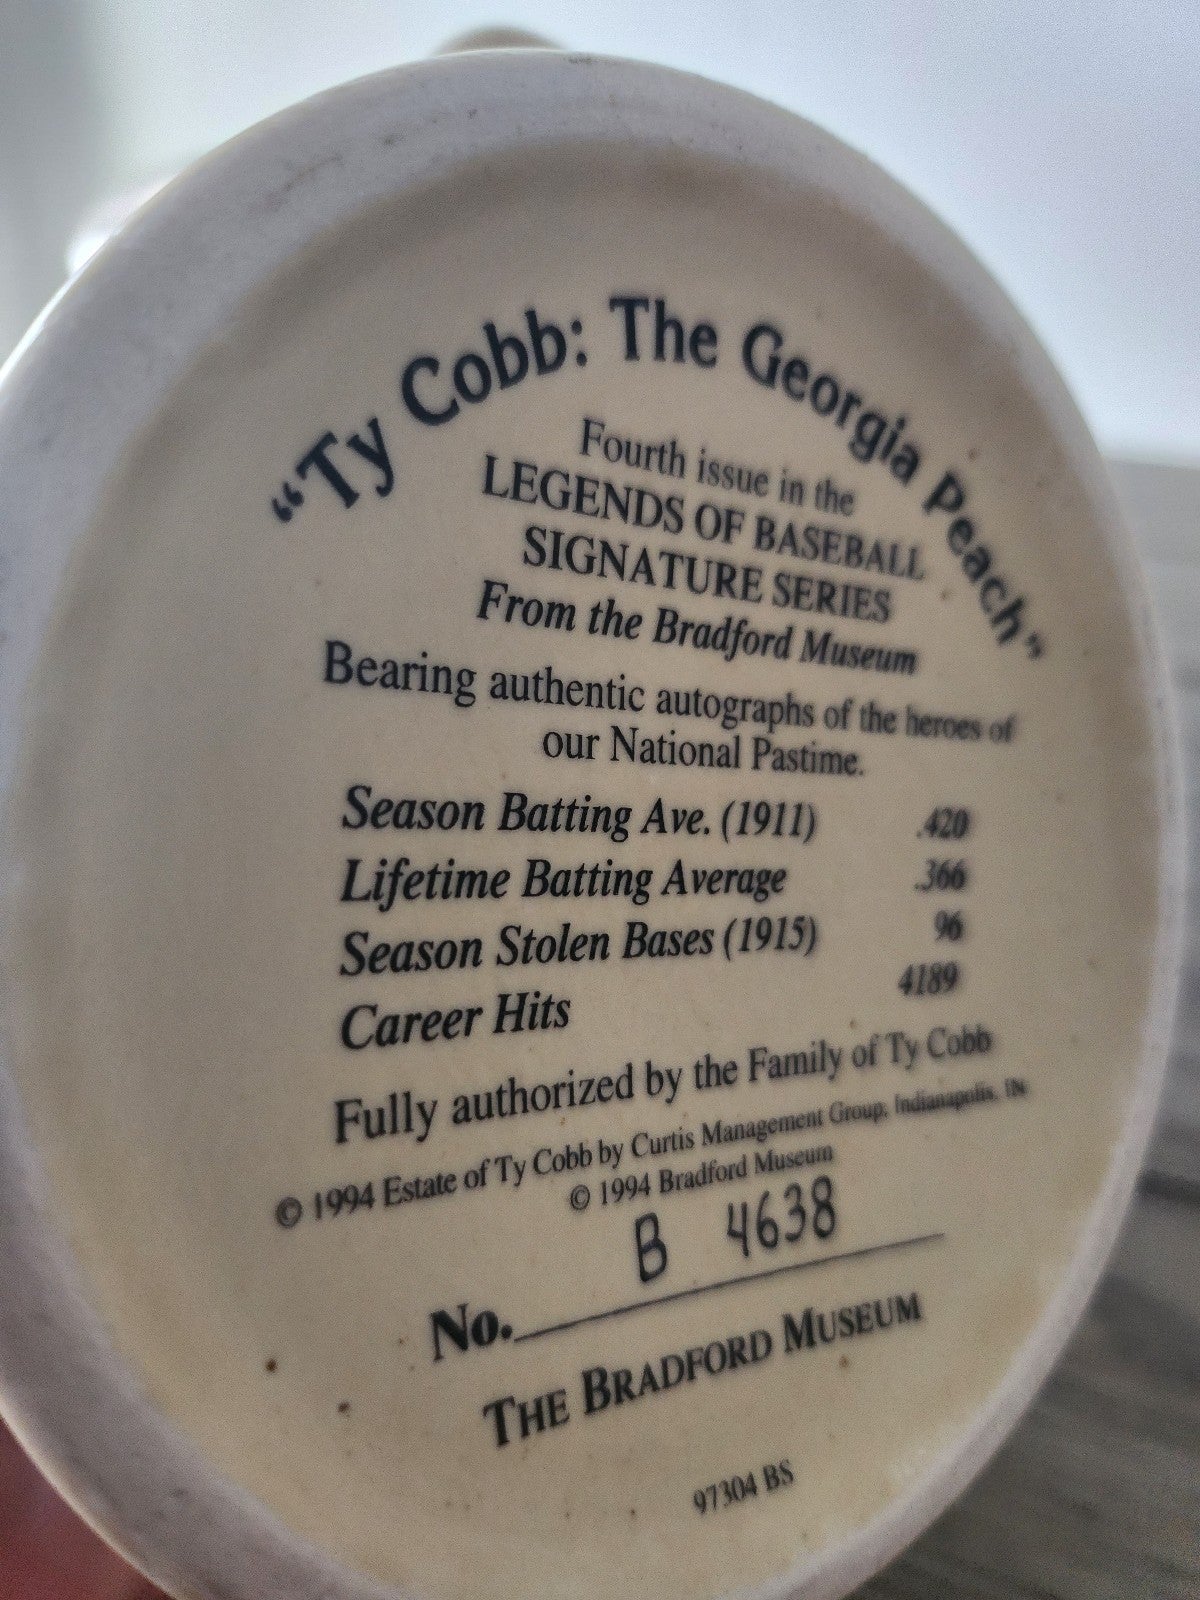 “Ty Cobb: The Georgia Peach”
Fourth issue in the
LEGENDS OF BASEBALL
SIGNATURE SERIES
From the Bradford Museum
Bearing authentic autographs of the heroes of
our National Pastime.
Season Batting Ave. (1911) .420
Lifetime Batting Average .366
Season Stolen Bases (1915) 96
Career Hits 4189
Fully authorized by the Family of Ty Cobb
© 1994 Estate of Ty Cobb by Curtis Management Group, Indianapolis, IN
© 1994 Bradford Museum
No. B 4638
THE BRADFORD MUSEUM
97304 BS